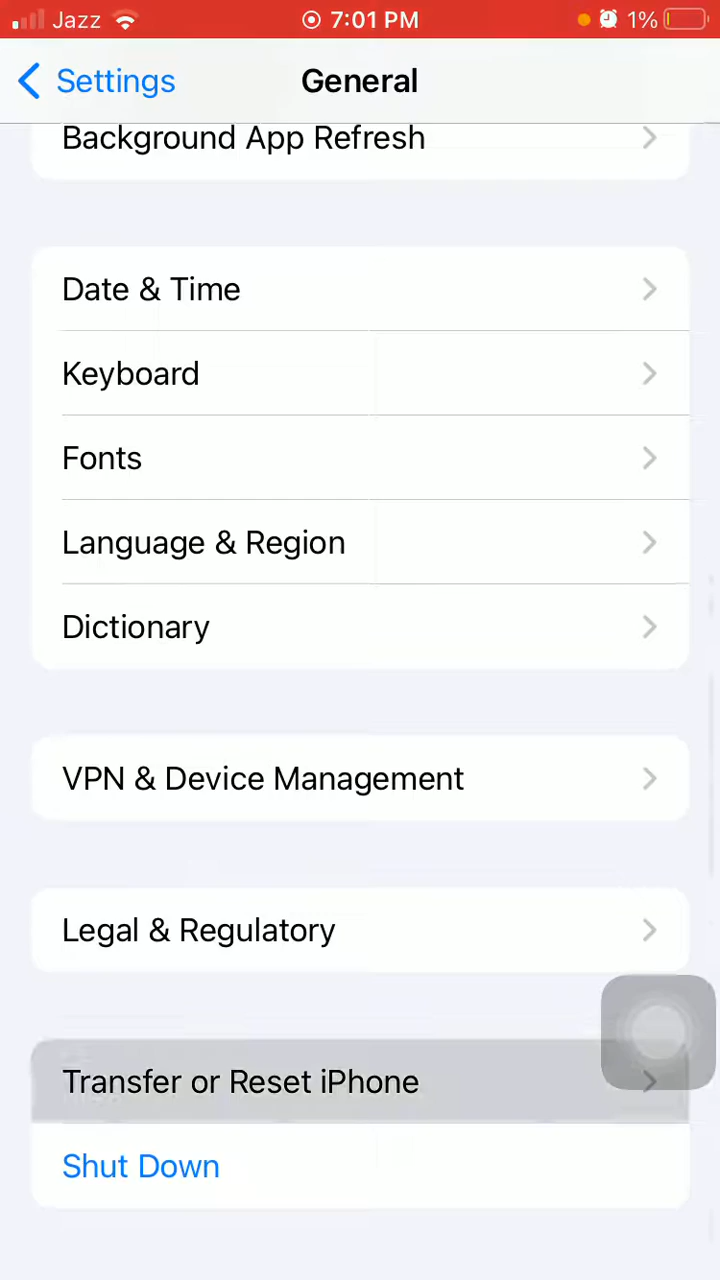 Jazz 7:01 PM 1%
Settings General
Background App Refresh
Date & Time
Keyboard
Fonts
Language & Region
Dictionary
VPN & Device Management
Legal & Regulatory
Transfer or Reset iPhone
Shut Down